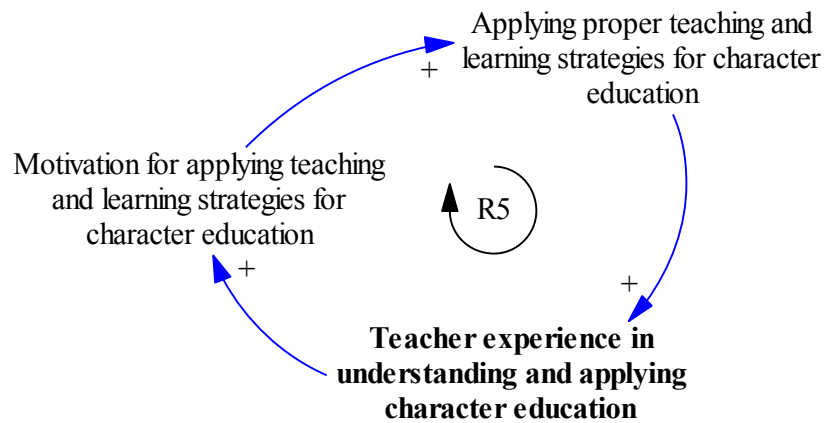 Applying proper teaching and
learning strategies for character
education
+
Motivation for applying teaching
and learning strategies for
character education
+
R5
+
Teacher experience in
understanding and applying
character education